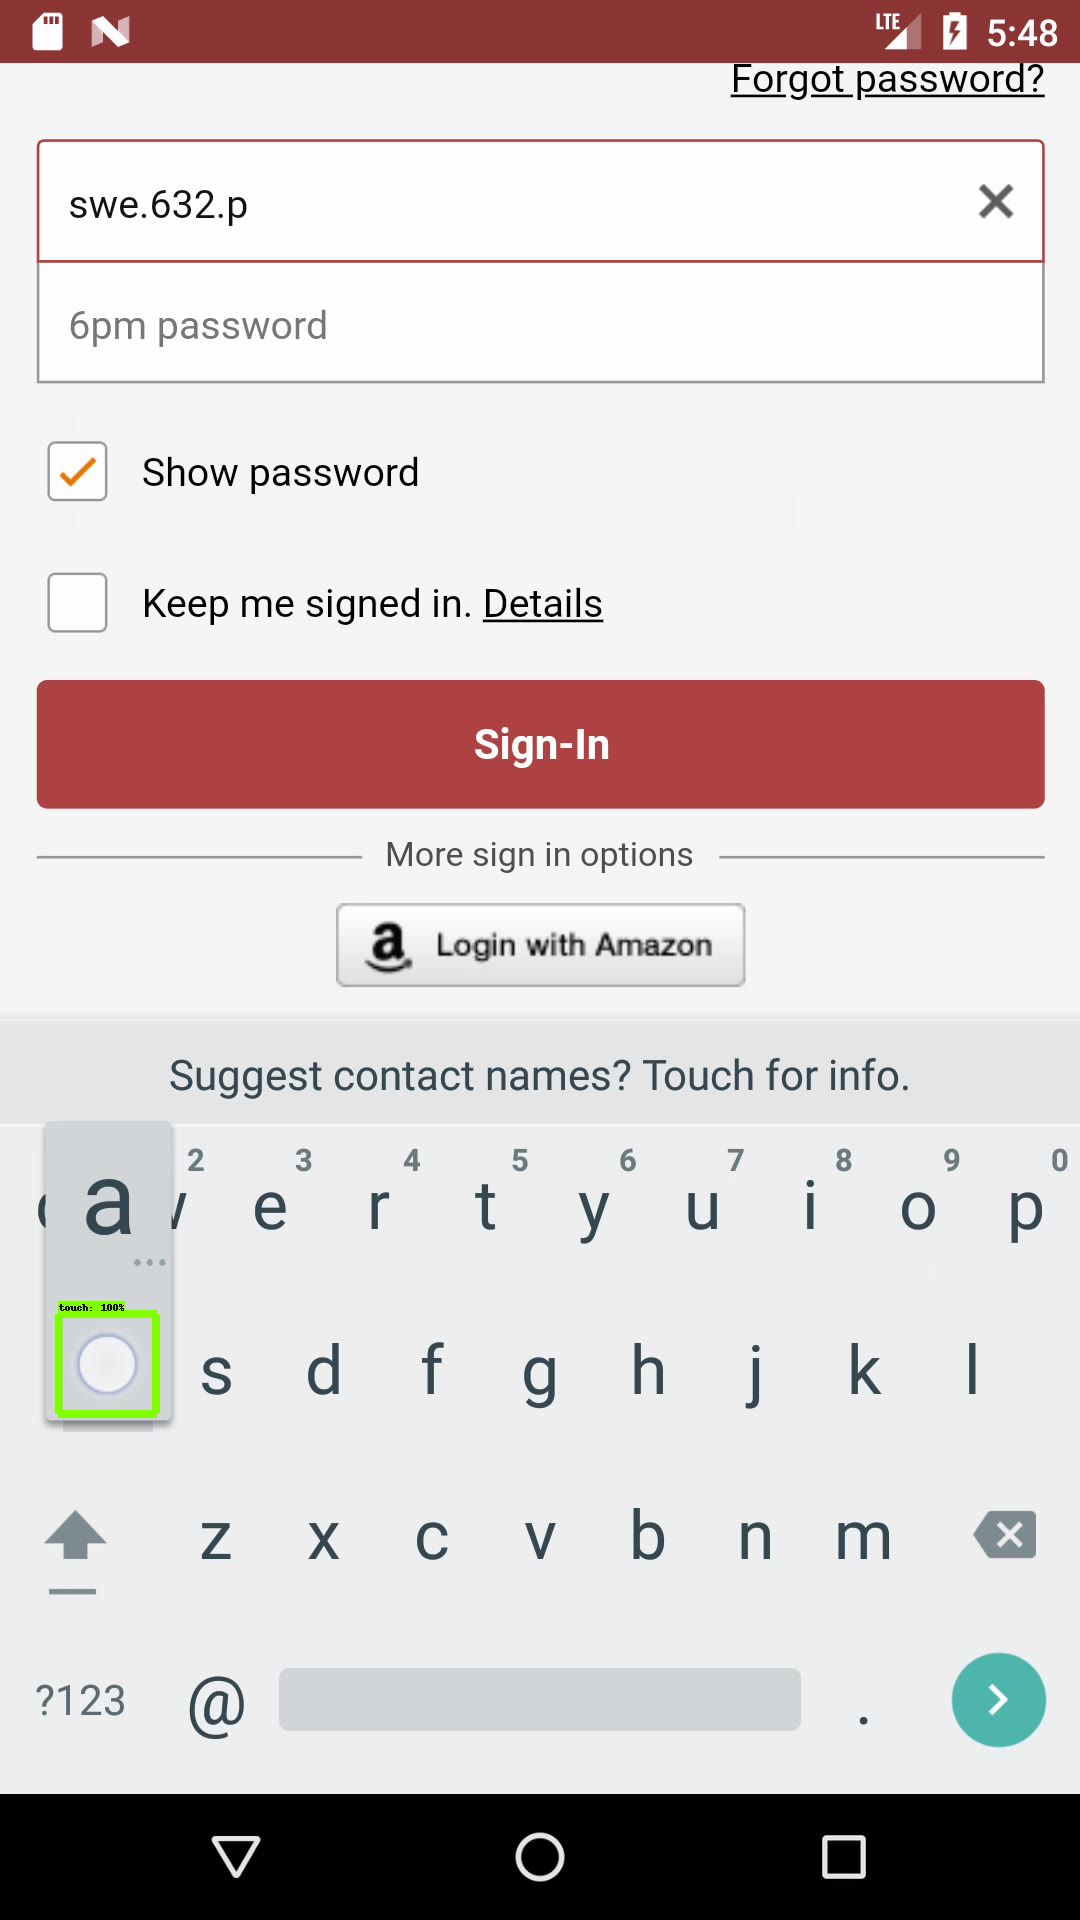 LTE 5:48
Forgot password?
swe.632.p
6pm password
Show password
Keep me signed in. Details
Sign-In
More sign in options
a Login with Amazon
Suggest contact names? Touch for info.
2 3 4 5 6 7 8 9 0
a e r t y u i o p
touch: 100%
s d f g h j k l
z x c v b n m
?123 @ .